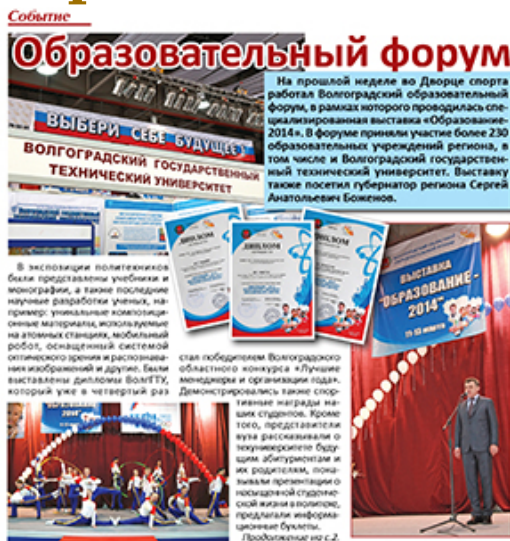 Событие
Образовательный форум
На прошлой неделе во Дворце спорта
работал Волгоградский образовательный
форум, в рамках которого проводилась спе-
циализированная выставка «Образование-
2014». В форуме приняли участие более 230
образовательных учреждений региона, в
том числе и Волгоградский государствен-
ный технический университет. Выставку
также посетил губернатор региона Сергей
Анатольевич Боженов.
ВЫБЕРИ СЕБЕ БУДУЩЕЕ
ВОЛГОГРАДСКИЙ ГОСУДАРСТВЕННЫЙ
ТЕХНИЧЕСКИЙ УНИВЕРСИТЕТ
ДИПЛОМ
ДИПЛОМ
ДИПЛОМ
ВЫСТАВКА
"ОБРАЗОВАНИЕ -
2014"
В экспозиции политехников
были представлены учебники и
монографии, а также последние
научные разработки ученых, на-
пример: уникальные композици-
онные материалы, используемые
на атомных станциях, мобильный
робот, оснащенный системой
оптического зрения и распознава-
ния изображений и другие. Были
выставлены дипломы ВолгГТУ,
который уже в четвертый раз
стал победителем Волгоградского
областного конкурса «Лучшие
менеджеры и организации года».
Демонстрировались также спор-
тивные награды на-
ших студентов. Кроме
того, представители
вуза рассказывали о
техуниверситете буду-
щим абитуриентам и
их родителям, пока-
зывали презентации о
насыщенной студенче-
ской жизни в политехе,
предлагали информа-
ционные буклеты.
Продолжение на с.2.